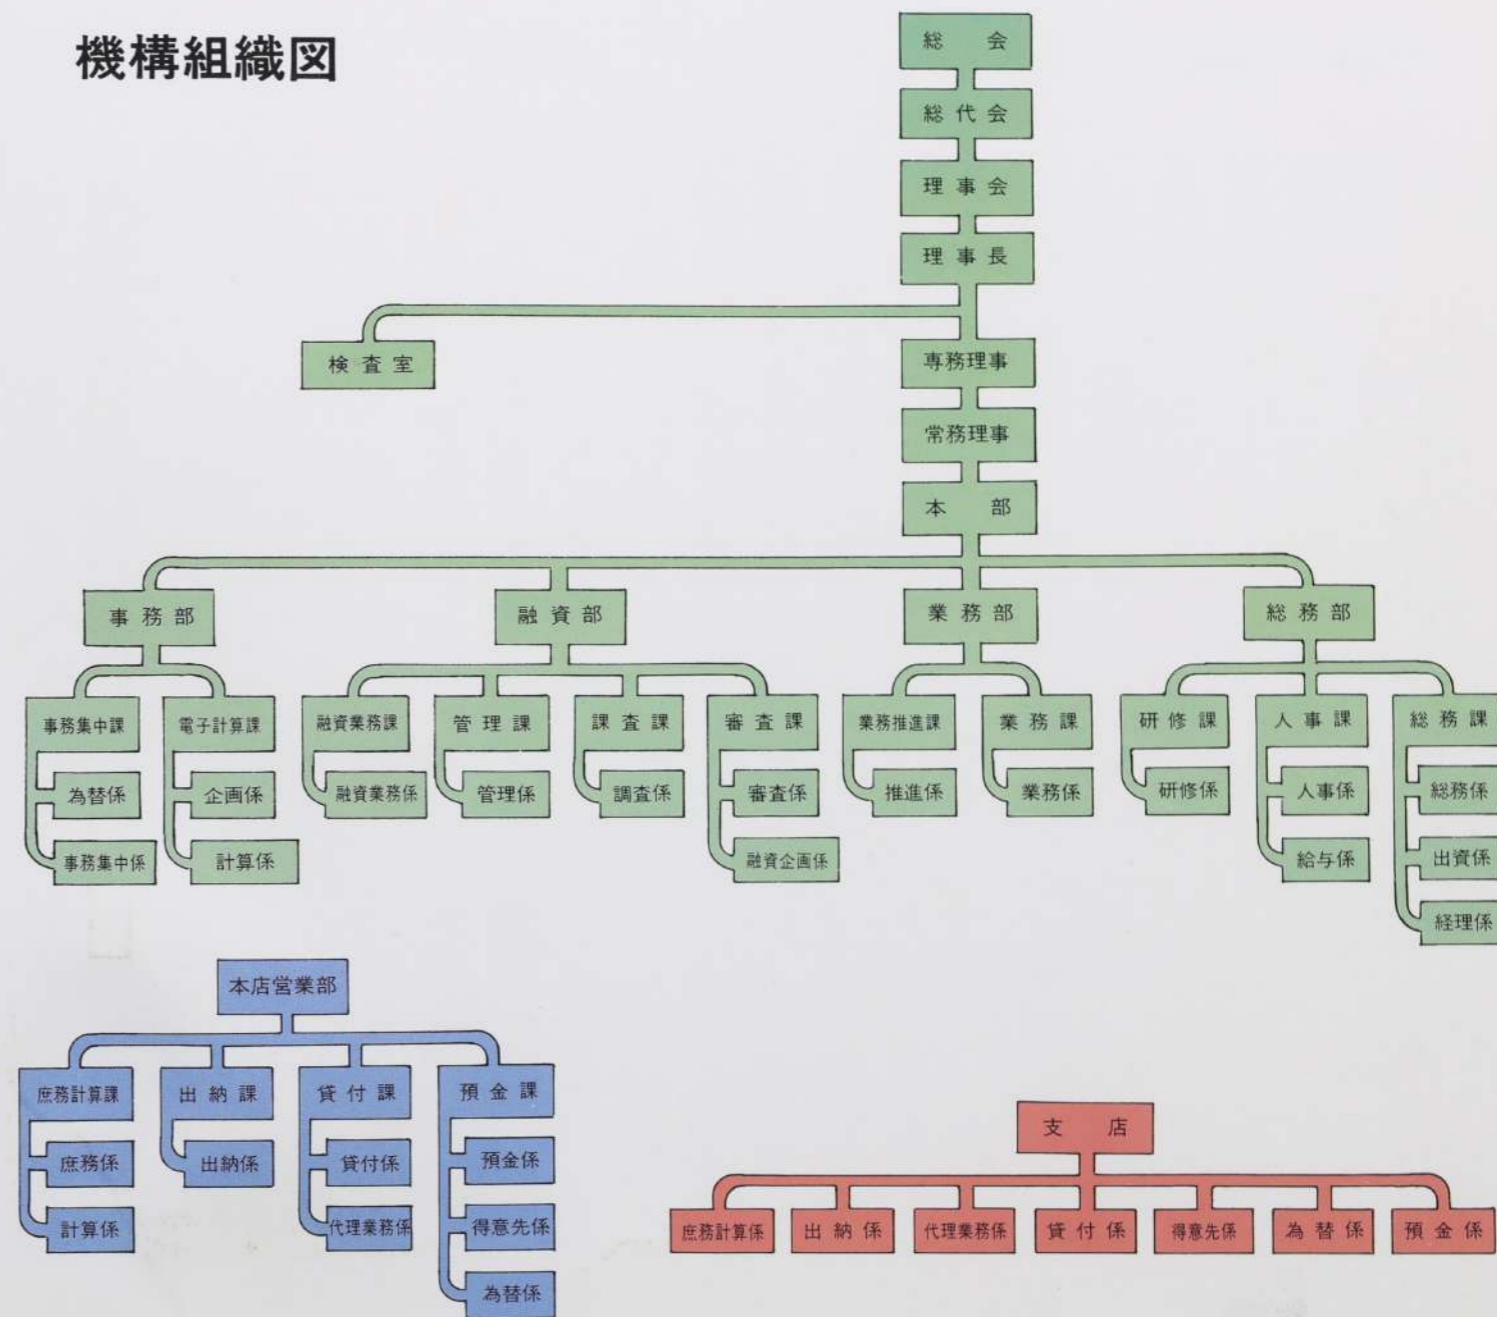 機構組織図
総会
総代会
理事会
理事長
検査室
専務理事
常務理事
本部
事務部
融資部
業務部
総務部
事務集中課
電子計算課
融資業務課
管理課
課査課
審査課
業務推進課
業務課
研修課
人事課
総務課
為替係
企画係
融資業務係
管理係
調査係
審査係
推進係
業務係
研修係
人事係
総務係
事務集中係
計算係
融資企画係
給与係
出資係
経理係
本店営業部
庶務計算課
出納課
貸付課
預金課
庶務係
出納係
貸付係
預金係
計算係
代理業務係
得意先係
為替係
支店
庶務計算係
出納係
代理業務係
貸付係
得意先係
為替係
預金係